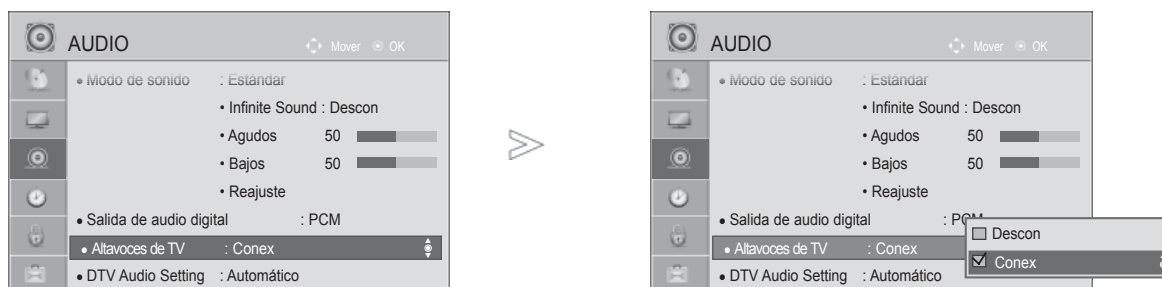 AUDIO
Mover OK
• Modo de sonido : Estándar
• Infinite Sound : Descon
• Agudos 50
• Bajos 50
• Reajuste
• Salida de audio digital : PCM
• Altavoces de TV : Conex
• DTV Audio Setting : Automático
AUDIO
Mover OK
• Modo de sonido : Estándar
• Infinite Sound : Descon
• Agudos 50
• Bajos 50
• Reajuste
• Salida de audio digital : PCM
• Altavoces de TV : Conex
• DTV Audio Setting : Automático
Descon
Conex